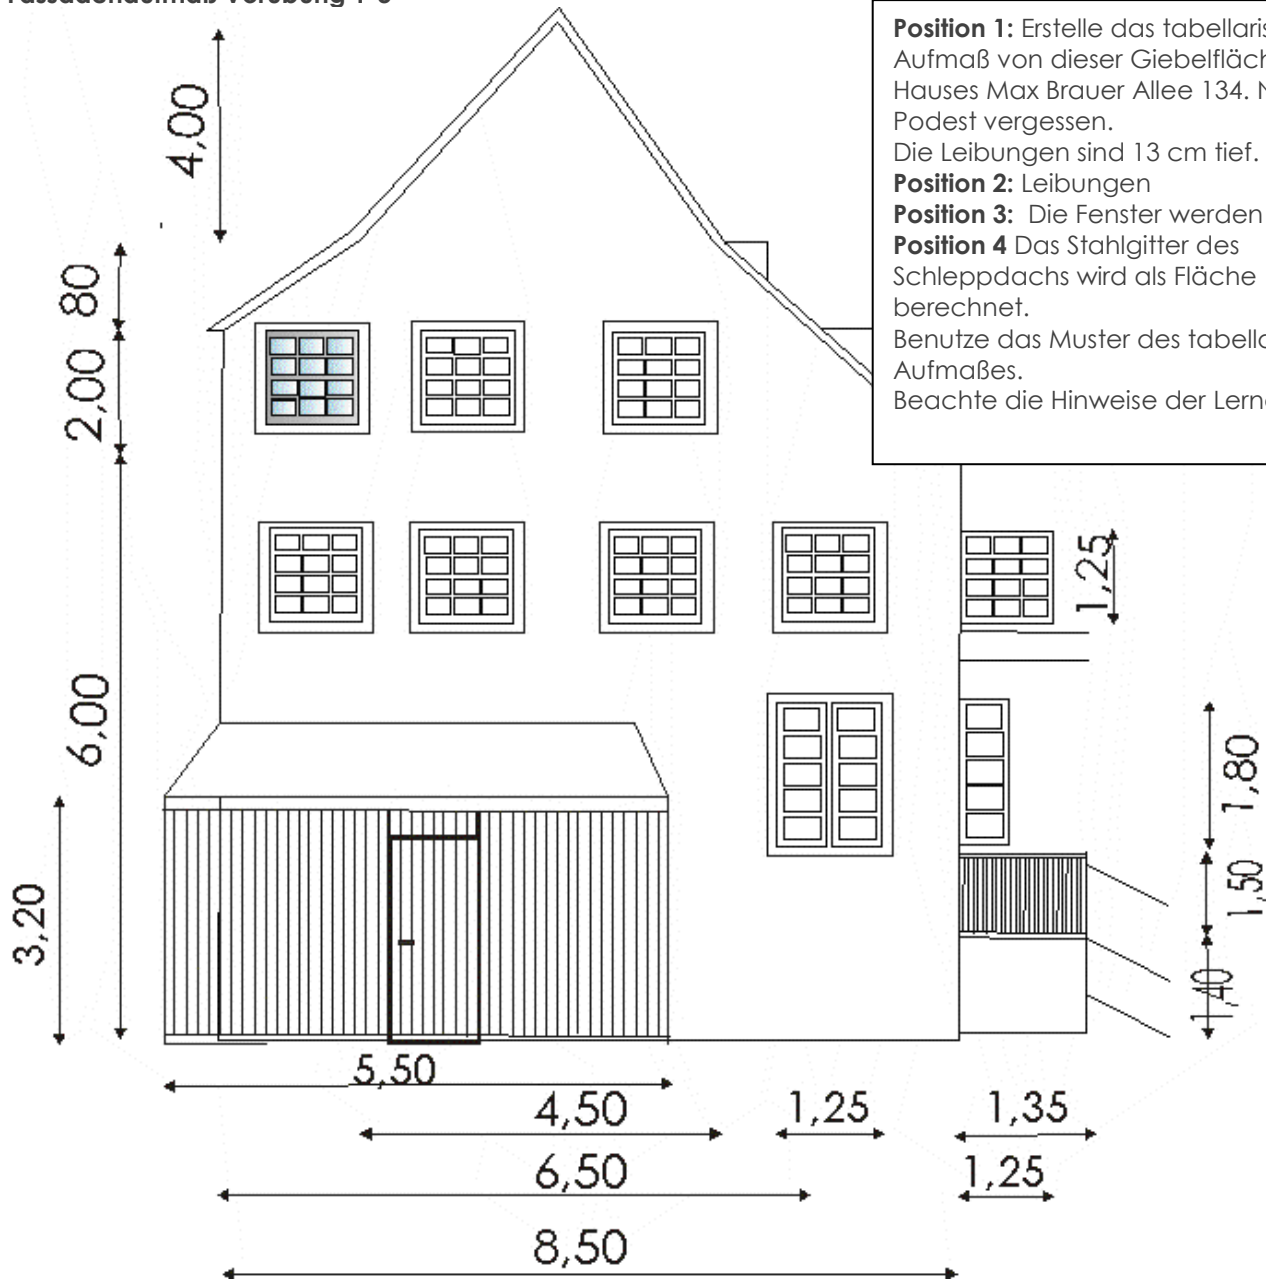 Position 1: Erstelle das
Aufmaß von dieser
Hauses Max Brauer Allee 134.
Podest vergessen.
Die Leibungen sind 13 cm tief.
Position 2: Leibungen
Position 3: Die Fenster werden
Position 4 Das Stahlgitter des
Schleppdachs wird als Fläche
berechnet.
Benutze das Muster des
Aufmaßes.
Beachte die Hinweise der
4,00
80
2,00
6,00
3,20
1,25
1,80
1,50
1,40
5,50
4,50
1,25
1,35
6,50
1,25
8,50